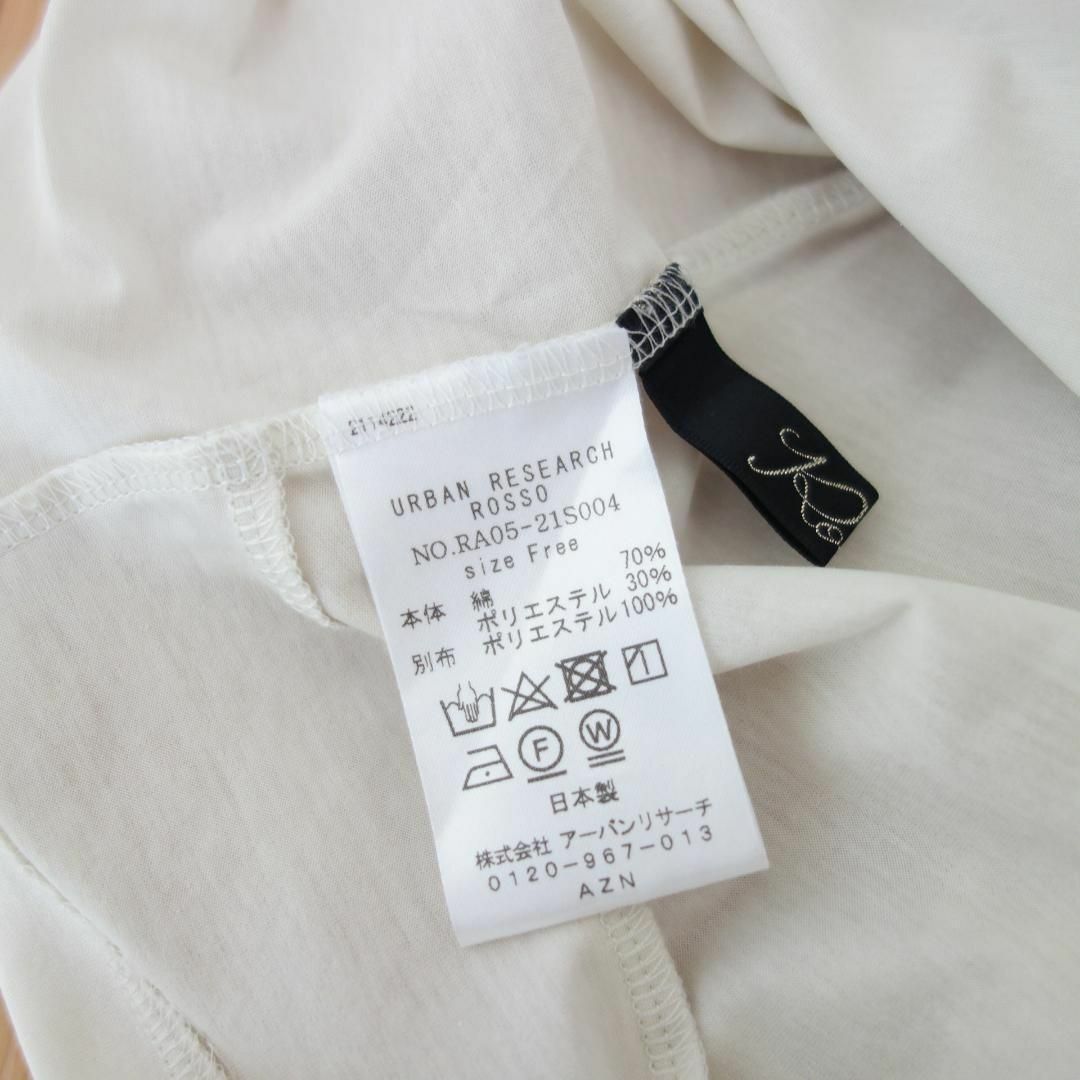 2114222
URBAN RESEARCH
ROSSO
NO.RA05-21S004
size Free
本体 綿 70%
ポリエステル 30%
別布 ポリエステル100%
F W
日本製
株式会社 アーバンリサーチ
0120-967-013
AZN